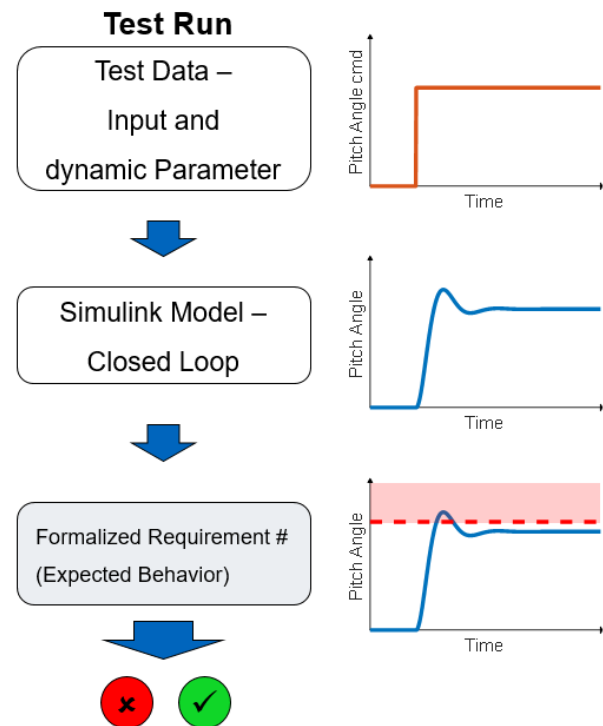 Test Run
Test Data –
Input and
dynamic Parameter
Pitch Angle cmd
Time
Simulink Model –
Closed Loop
Pitch Angle
Time
Formalized Requirement #
(Expected Behavior)
Pitch Angle
Time